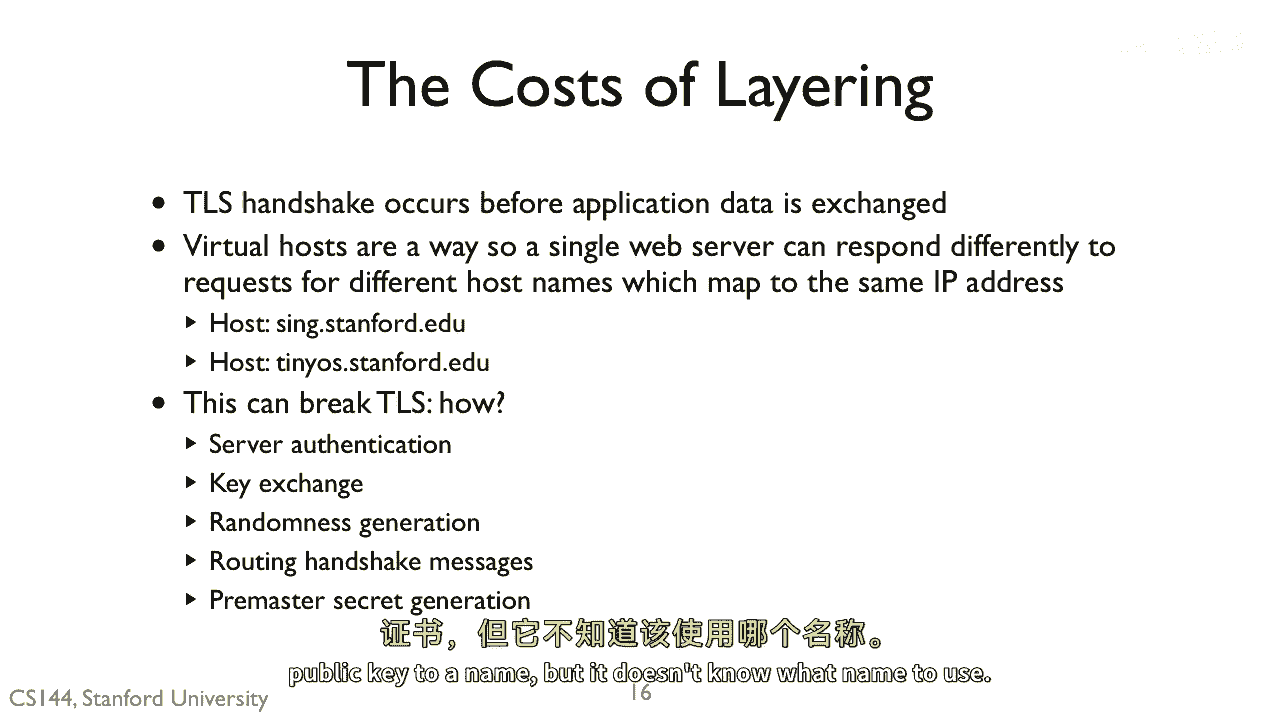 The Costs of Layering
• TLS handshake occurs before application data is exchanged
• Virtual hosts are a way so a single web server can respond differently to
requests for different host names which map to the same IP address
▸ Host: sing.stanford.edu
▸ Host: tinyos.stanford.edu
• This can break TLS: how?
▸ Server authentication
▸ Key exchange
▸ Randomness generation
▸ Routing handshake messages
▸ Premaster secret generation
证书，但它不知道该使用哪个名称。
public key to a name, but it doesn't know what name to use.
CS144, Stanford University
16